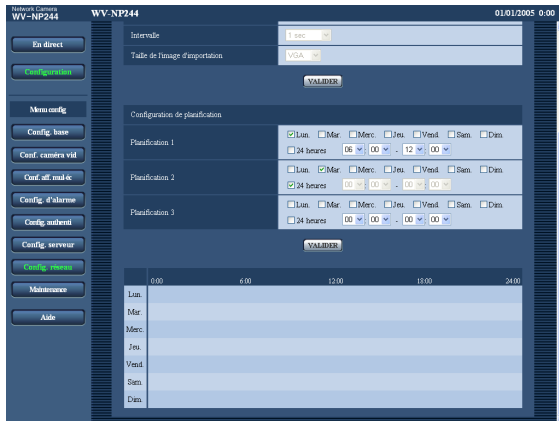 Network Camera
WV-NP244
WV-NP244
01/01/2005 0:00
En direct
Configuration
Menu config
Config. base
Conf. caméra vid
Conf. aff. mul-éc
Config. d'alarme
Config. authenti
Config. serveur
Config. réseau
Maintenance
Aide
Intervalle
1 sec
Taille de l'image d'importation
VGA
VALIDER
Configuration de planification
Planification 1
Lun. Mar. Merc. Jeu. Vend. Sam. Dim.
24 heures 06 : 00 - 12 : 00
Planification 2
Lun. Mar. Merc. Jeu. Vend. Sam. Dim.
24 heures 00 : 00 - 00 : 00
Planification 3
Lun. Mar. Merc. Jeu. Vend. Sam. Dim.
24 heures 00 : 00 - 00 : 00
VALIDER
0:00 6:00 12:00 18:00 24:00
Lun.
Mar.
Merc.
Jeu.
Vend.
Sam.
Dim.